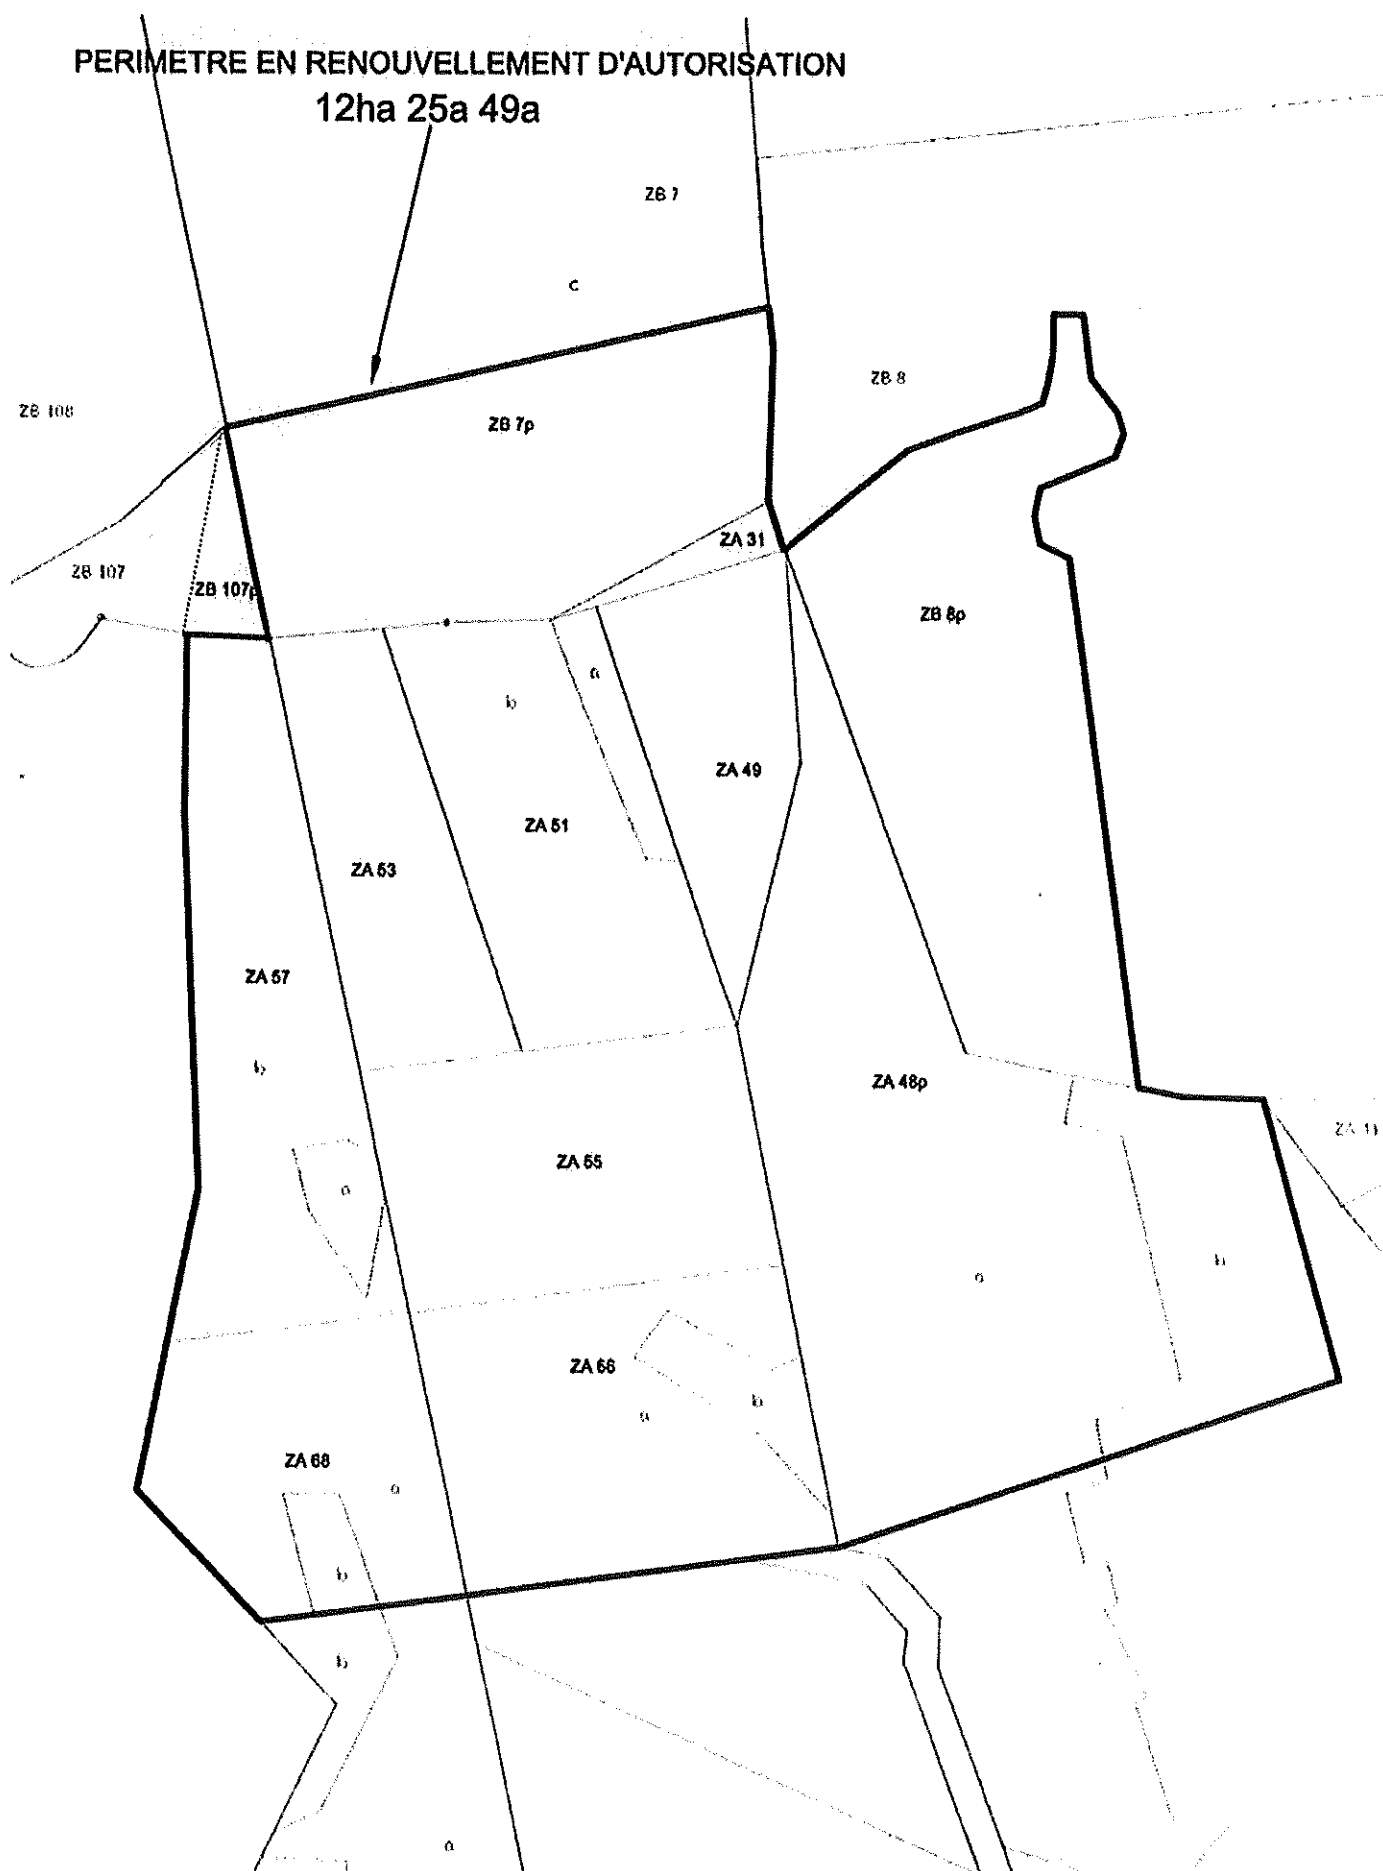 PERIMETRE EN RENOUVELLEMENT D'AUTORISATION
12ha 25a 49a
ZB 7
c
ZB 8
ZB 108
ZB 7p
ZA 31
ZB 107
ZB 107p
ZB 8p
a
b
ZA 49
ZA 51
ZA 53
ZA 57
b
ZA 48p
ZA 11
ZA 55
a
b
a
ZA 66
b
a
ZA 68
a
b
b
a